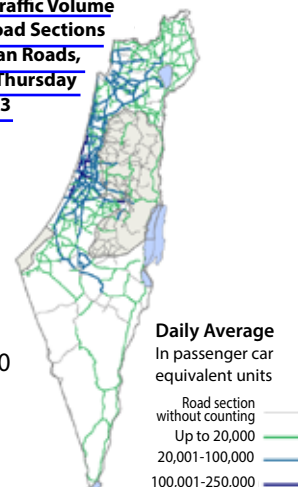 raffic Volume
oad Sections
an Roads,
Thursday
3
0
Daily Average
In passenger car
equivalent units
Road section
without counting
Up to 20,000
20,001-100,000
100,001-250,000